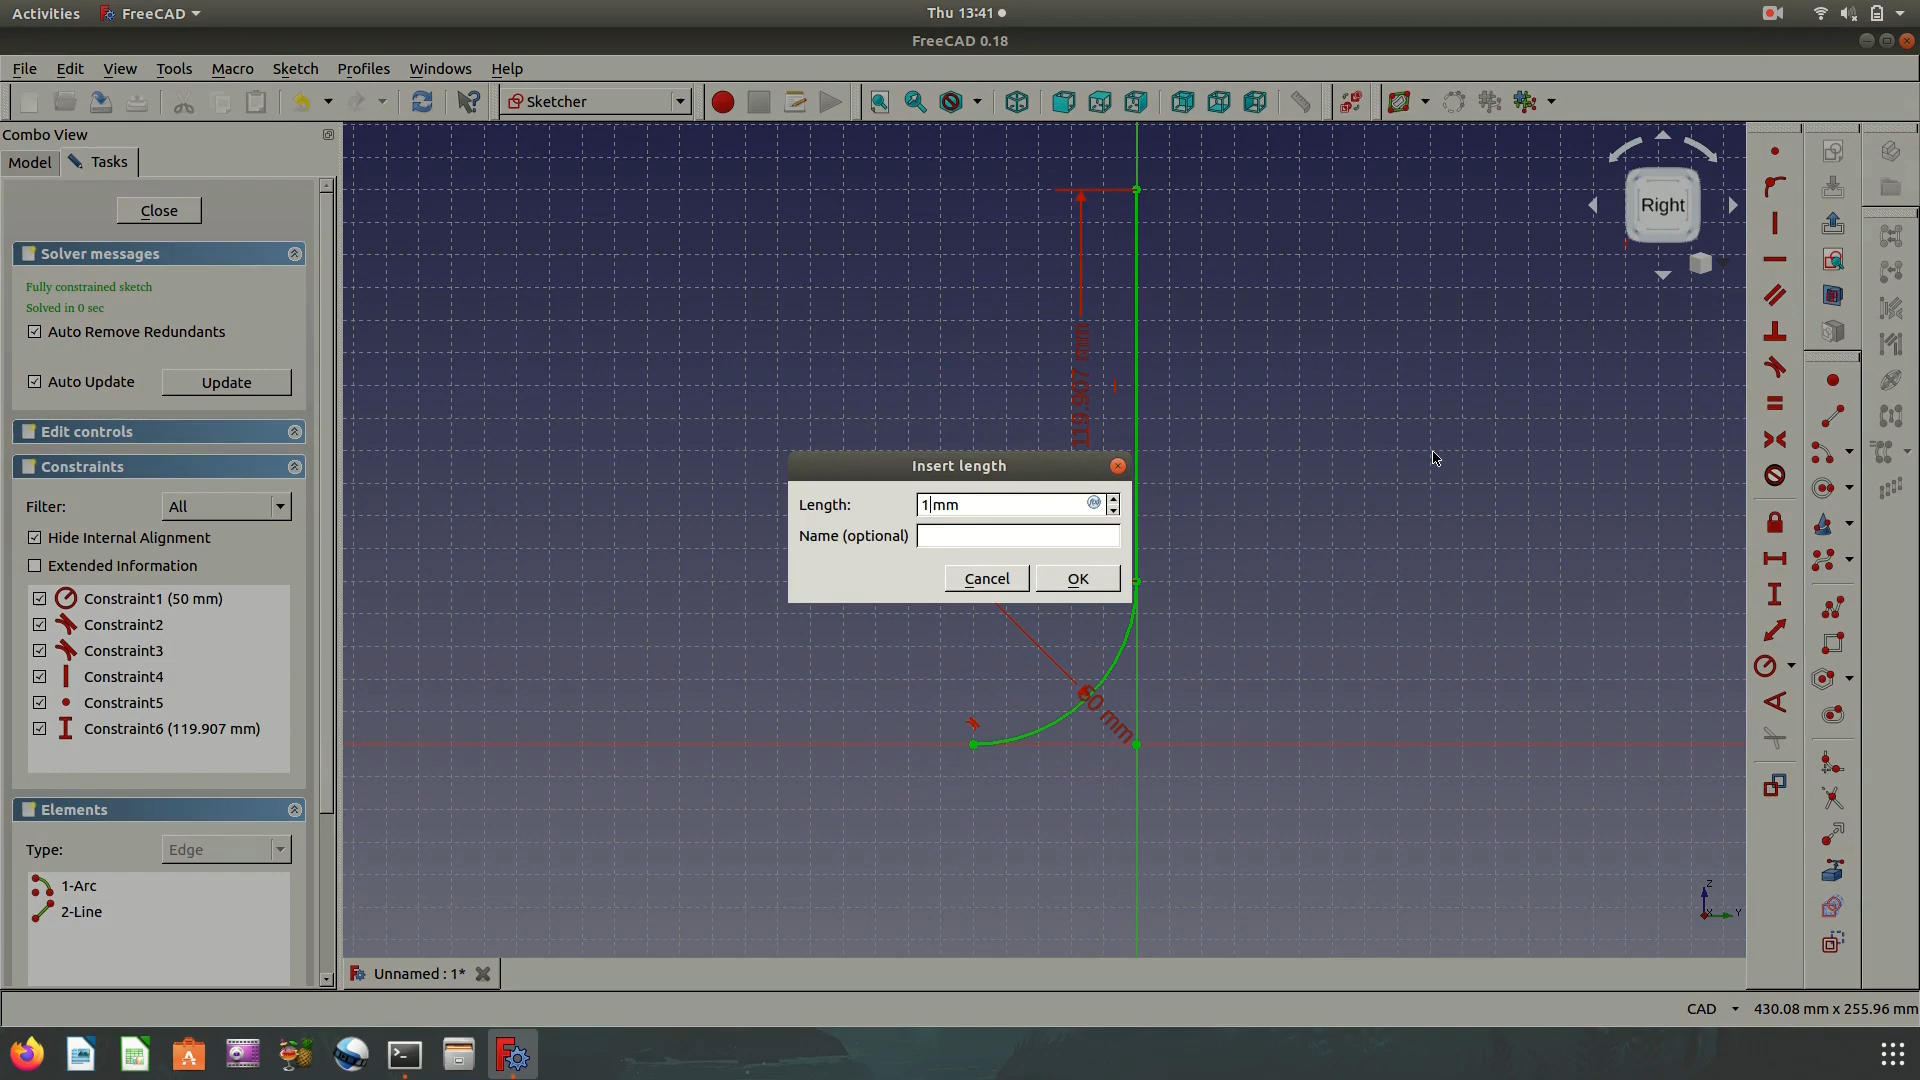 Activities FreeCAD Thu 13:41
FreeCAD 0.18
File Edit View Tools Macro Sketch Profiles Windows Help
Sketcher
Combo View
Model Tasks
Close
Solver messages
Fully constrained sketch
Solved in 0 sec
Auto Remove Redundants
Auto Update Update
Edit controls
Constraints
Filter: All
Hide Internal Alignment
Extended Information
Constraint1 (50 mm)
Constraint2
Constraint3
Constraint4
Constraint5
Constraint6 (119.907 mm)
Elements
Type: Edge
1-Arc
2-Line
119.907 mm
Insert length
Length: 1 mm
Name (optional)
Cancel OK
50 mm
Right
Z
X Y
Unnamed : 1*
CAD 430.08 mm x 255.96 mm